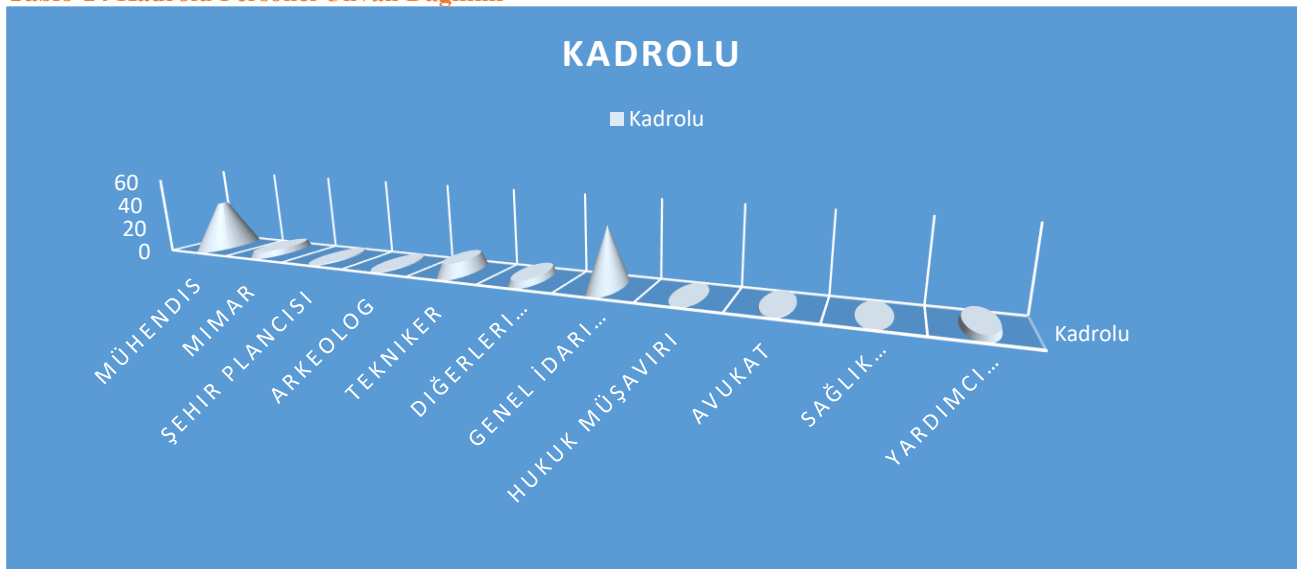 KADROLU
Kadrolu
60
40
20
0
MÜHENDIS
MIMAR
ŞEHIR PLANCISI
ARKEOLOG
TEKNIKER
DIĞERLERI…
GENEL İDARI…
HUKUK MÜŞAVIRI
AVUKAT
SAĞLIK…
YARDIMCI…
Kadrolu